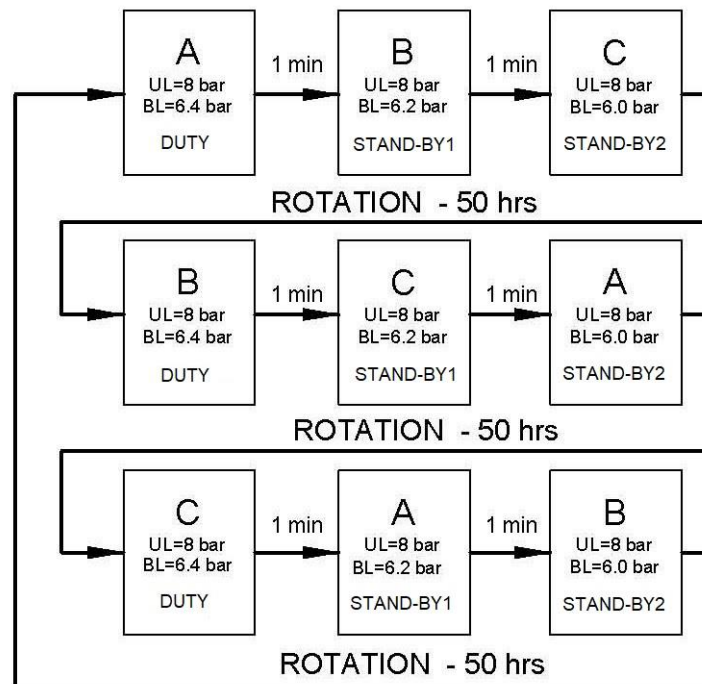 A
UL=8 bar
BL=6.4 bar
DUTY
1 min
B
UL=8 bar
BL=6.2 bar
STAND-BY1
1 min
C
UL=8 bar
BL=6.0 bar
STAND-BY2
ROTATION - 50 hrs
B
UL=8 bar
BL=6.4 bar
DUTY
1 min
C
UL=8 bar
BL=6.2 bar
STAND-BY1
1 min
A
UL=8 bar
BL=6.0 bar
STAND-BY2
ROTATION - 50 hrs
C
UL=8 bar
BL=6.4 bar
DUTY
1 min
A
UL=8 bar
BL=6.2 bar
STAND-BY1
1 min
B
UL=8 bar
BL=6.0 bar
STAND-BY2
ROTATION - 50 hrs